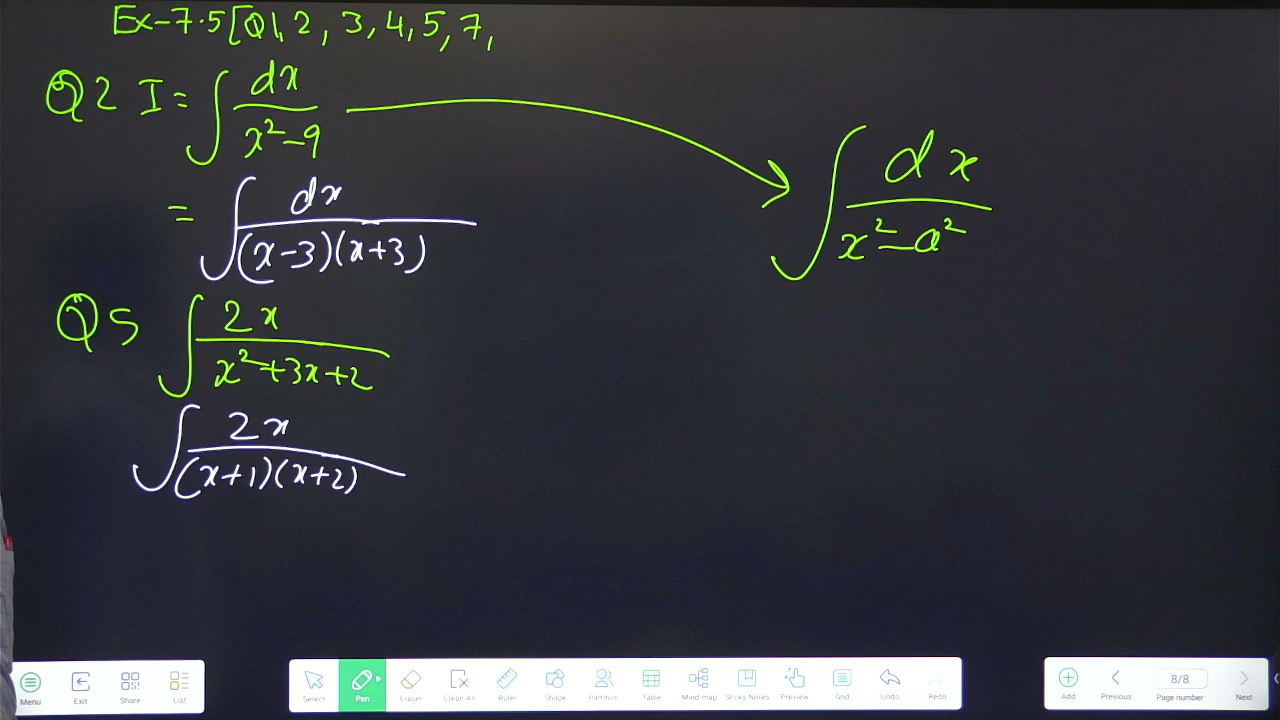 Ex-7.5[Q1, 2, 3, 4, 5, 7,
Q2 I = ∫ dx / (x² - 9)
∫ dx / (x² - a²)
= ∫ dx / ((x-3)(x+3))
Q5 ∫ 2x / (x² + 3x + 2)
∫ 2x / ((x+1)(x+2))
Menu Exit Share List
Select Pen Eraser Clean All Ruler Shape Partition Table Mind map Sticky Notes Preview Grid Undo Redo
Add Previous 8/8 Page number Next